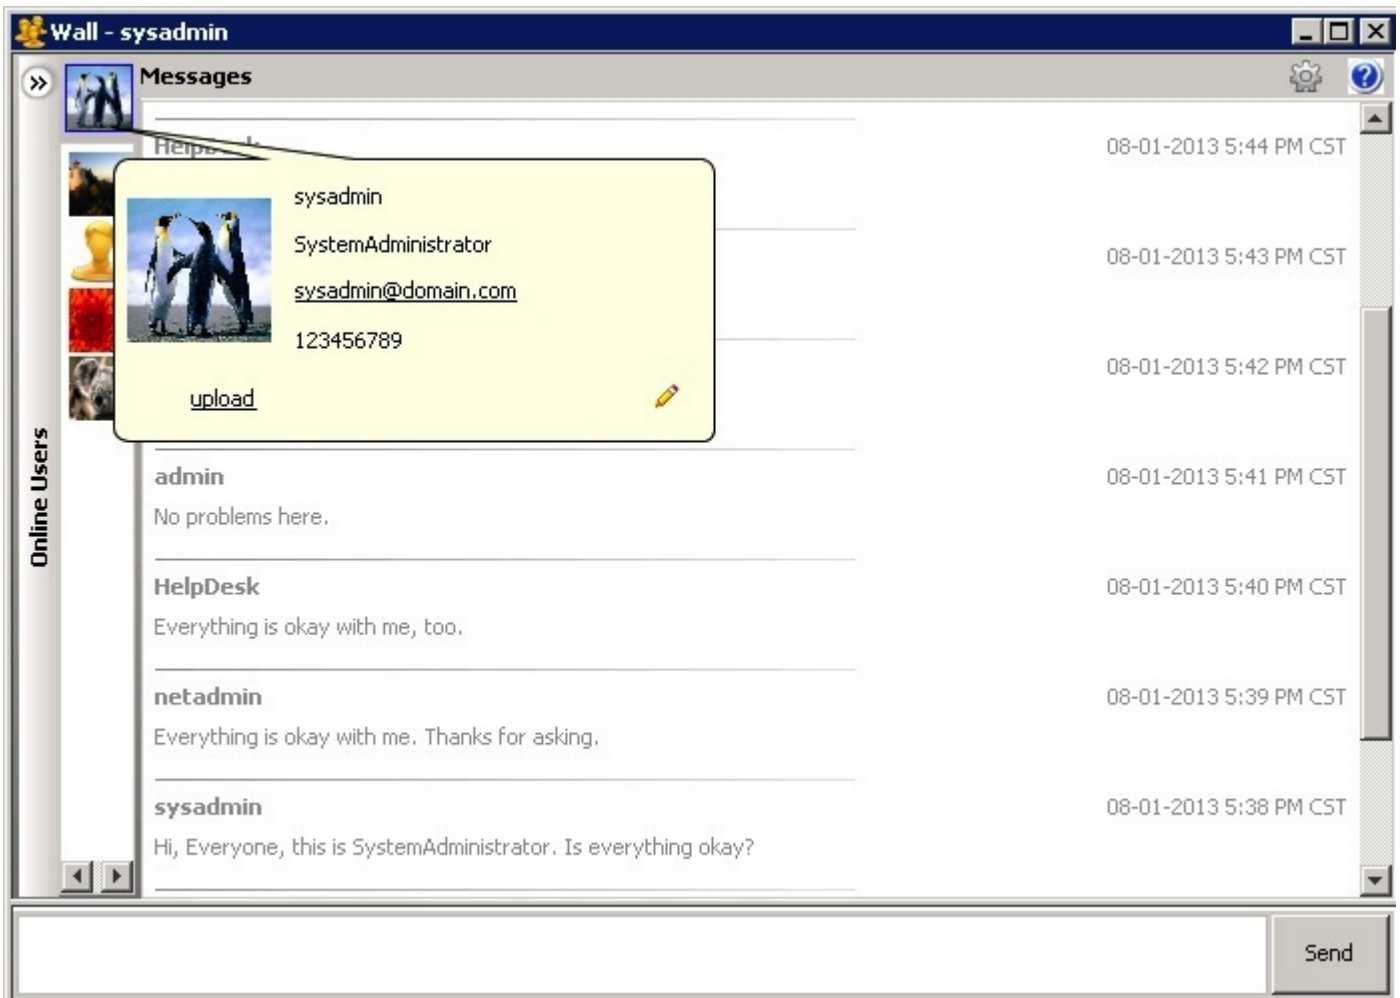 Wall - sysadmin
Messages
08-01-2013 5:44 PM CST
sysadmin
SystemAdministrator
08-01-2013 5:43 PM CST
sysadmin@domain.com
123456789
08-01-2013 5:42 PM CST
upload
Online Users
admin 08-01-2013 5:41 PM CST
No problems here.
HelpDesk 08-01-2013 5:40 PM CST
Everything is okay with me, too.
netadmin 08-01-2013 5:39 PM CST
Everything is okay with me. Thanks for asking.
sysadmin 08-01-2013 5:38 PM CST
Hi, Everyone, this is SystemAdministrator. Is everything okay?
Send